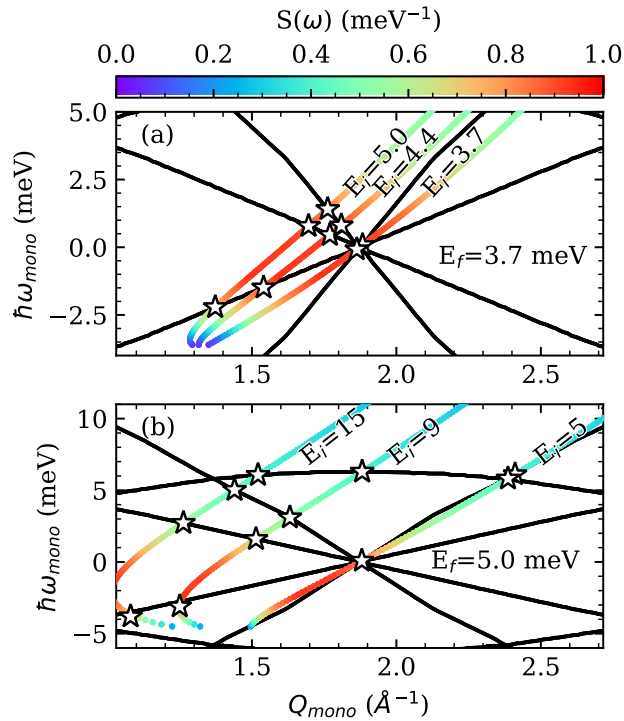 S(ω) (meV⁻¹)
0.0 0.2 0.4 0.6 0.8 1.0
(a)
E_i=5.0
E_i=4.4
E_i=3.7
E_f=3.7 meV
5.0
2.5
0.0
−2.5
ħω_mono (meV)
1.5 2.0 2.5
(b)
E_i=15
E_i=9
E_i=5
E_f=5.0 meV
10
5
0
−5
ħω_mono (meV)
1.5 2.0 2.5
Q_mono (Å⁻¹)